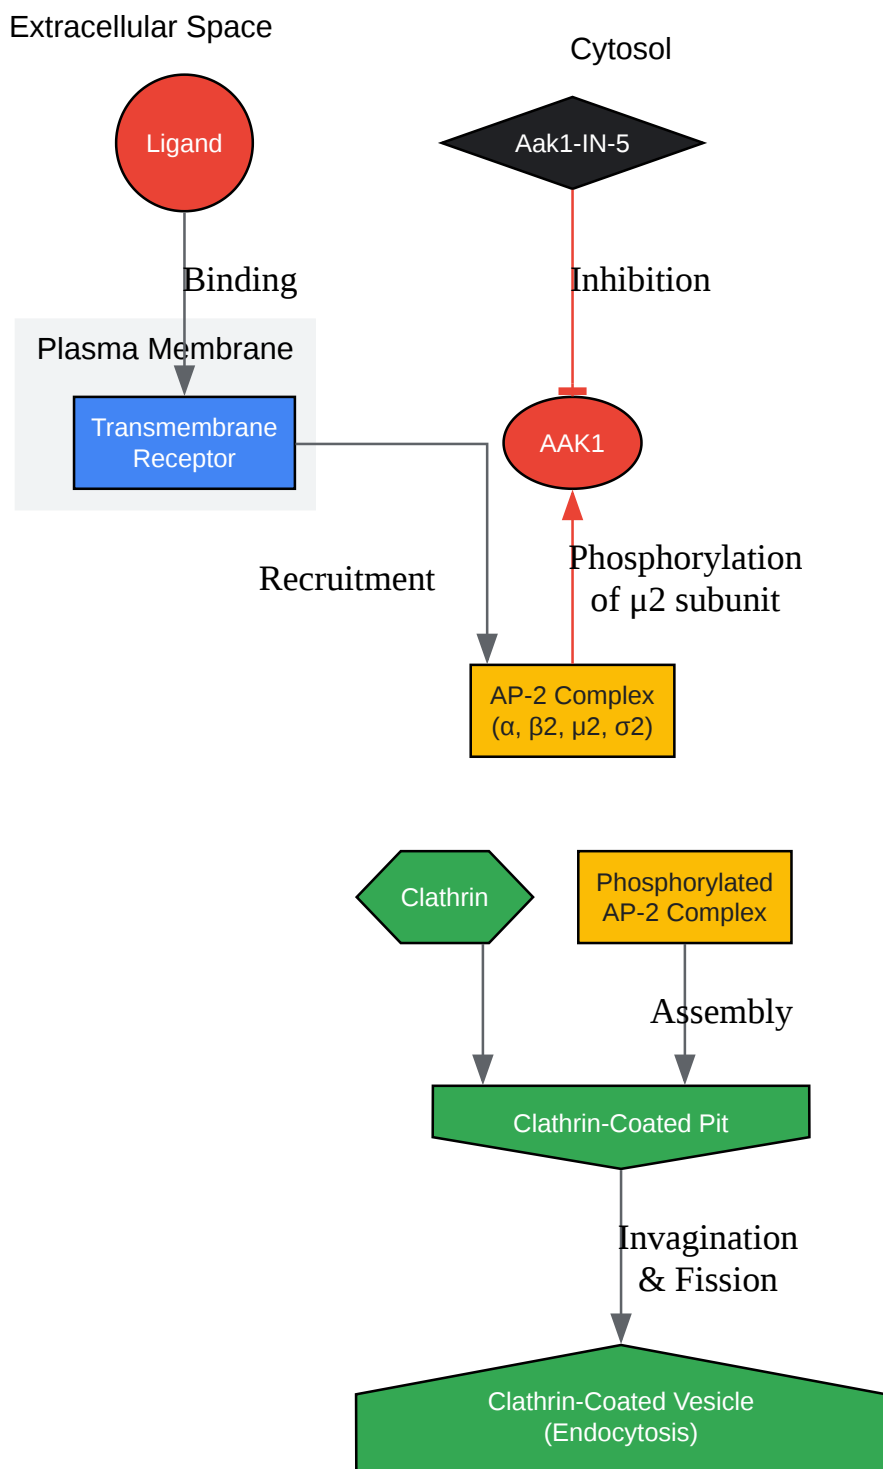 Extracellular Space
Cytosol
Ligand
Aak1-IN-5
Binding
Inhibition
Plasma Membrane
Transmembrane
Receptor
AAK1
Recruitment
Phosphorylation
of μ2 subunit
AP-2 Complex
(α, β2, μ2, σ2)
Clathrin
Phosphorylated
AP-2 Complex
Assembly
Clathrin-Coated Pit
Invagination
& Fission
Clathrin-Coated Vesicle
(Endocytosis)